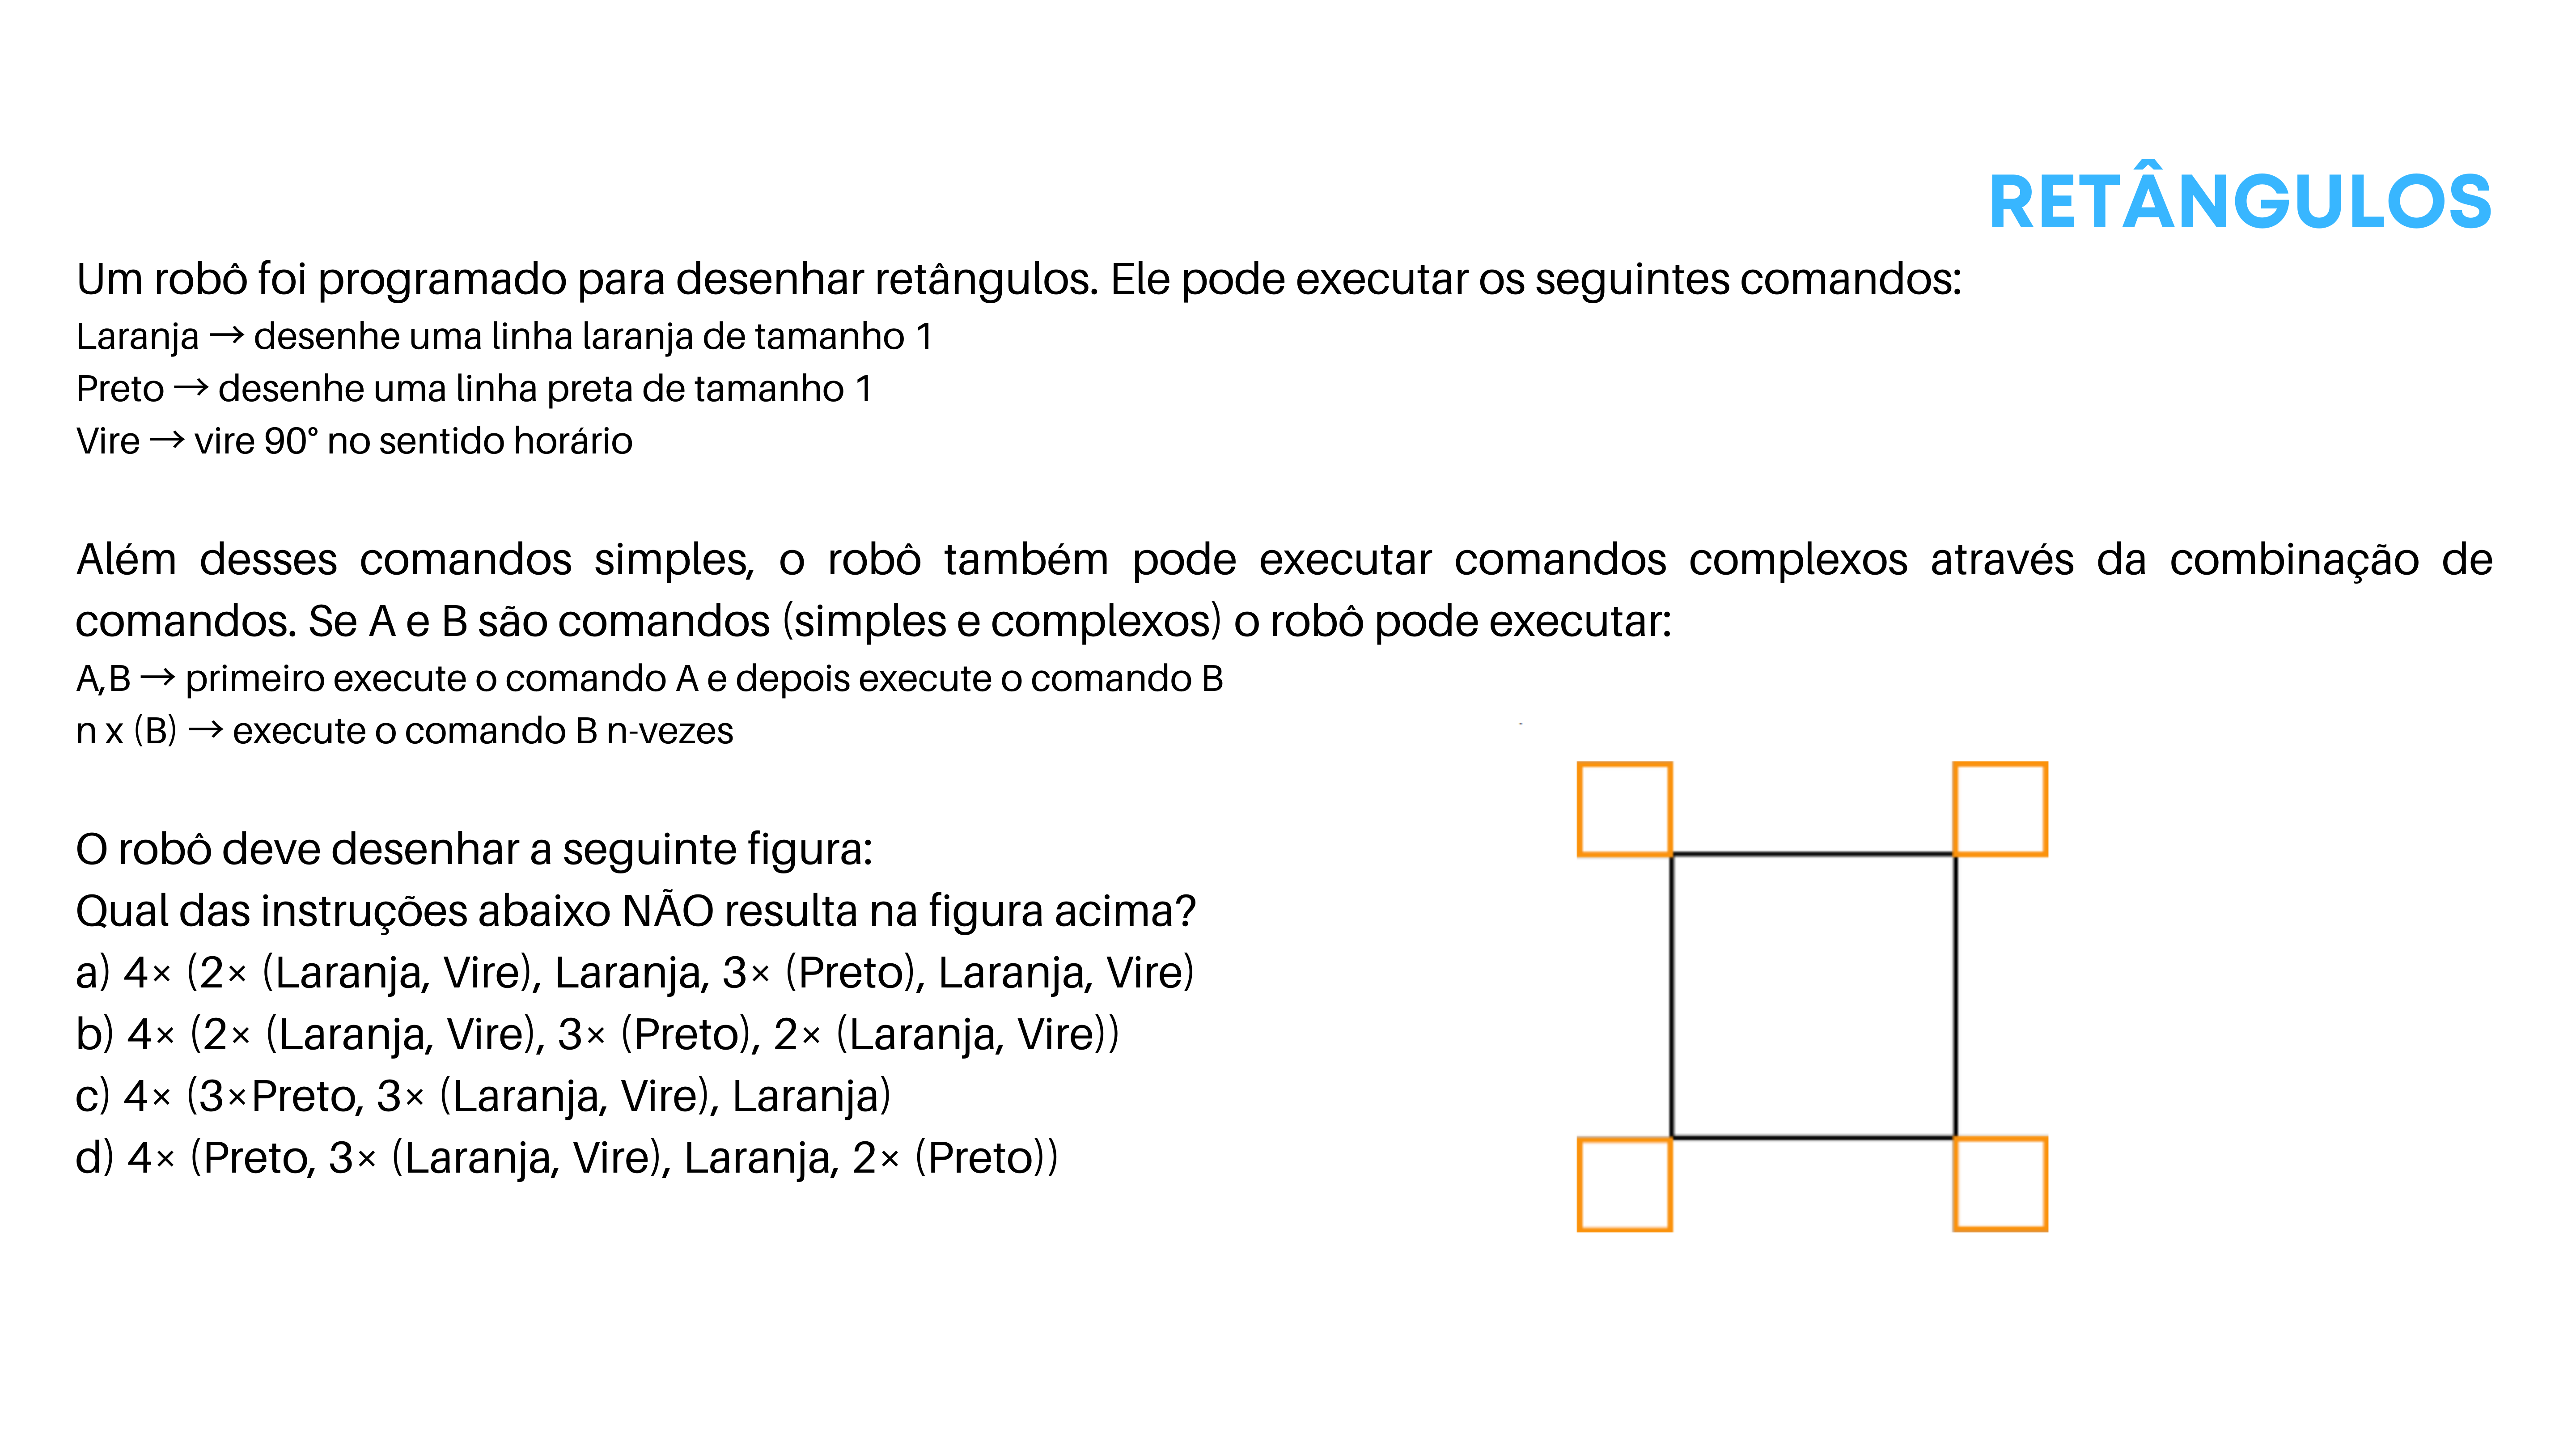 RETÂNGULOS
Um robô foi programado para desenhar retângulos. Ele pode executar os seguintes comandos:
Laranja → desenhe uma linha laranja de tamanho 1
Preto → desenhe uma linha preta de tamanho 1
Vire → vire 90° no sentido horário
Além desses comandos simples, o robô também pode executar comandos complexos através da combinação de
comandos. Se A e B são comandos (simples e complexos) o robô pode executar:
A,B → primeiro execute o comando A e depois execute o comando B
n x (B) → execute o comando B n-vezes
O robô deve desenhar a seguinte figura:
Qual das instruções abaixo NÃO resulta na figura acima?
a) 4× (2× (Laranja, Vire), Laranja, 3× (Preto), Laranja, Vire)
b) 4× (2× (Laranja, Vire), 3× (Preto), 2× (Laranja, Vire))
c) 4× (3×Preto, 3× (Laranja, Vire), Laranja)
d) 4× (Preto, 3× (Laranja, Vire), Laranja, 2× (Preto))